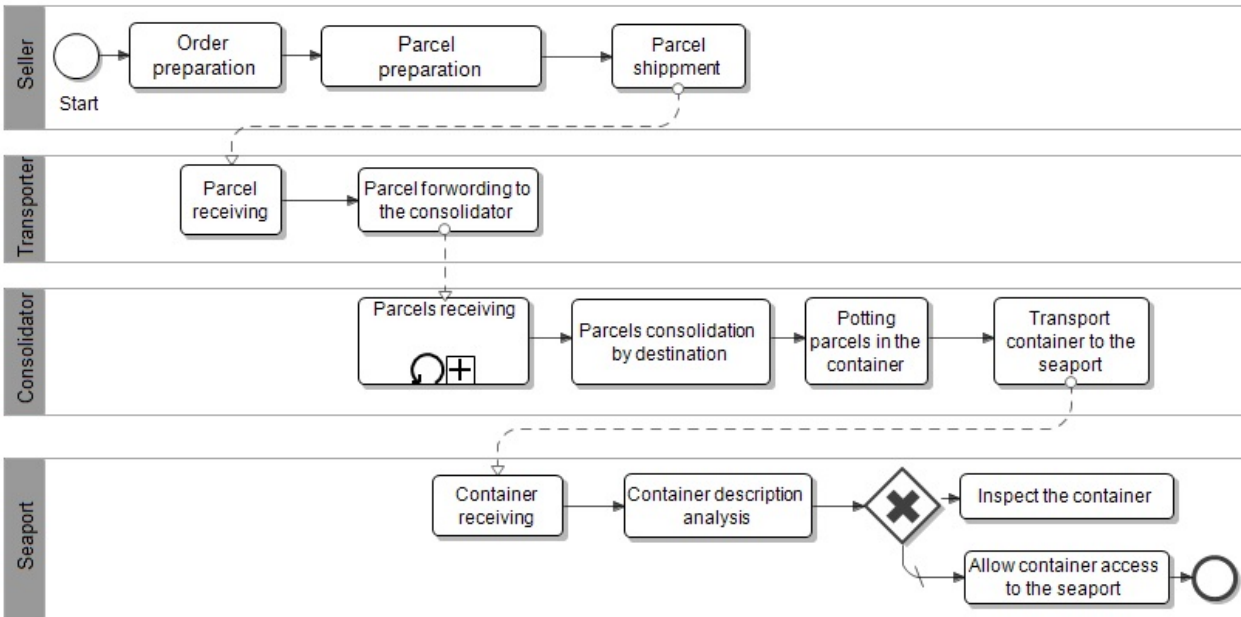 Seller
Start
Order
preparation
Parcel
preparation
Parcel
shippment
Transporter
Parcel
receiving
Parcel forwording to
the consolidator
Consolidator
Parcels receiving
Parcels consolidation
by destination
Potting
parcels in the
container
Transport
container to the
seaport
Seaport
Container
receiving
Container description
analysis
Inspect the container
Allow container access
to the seaport